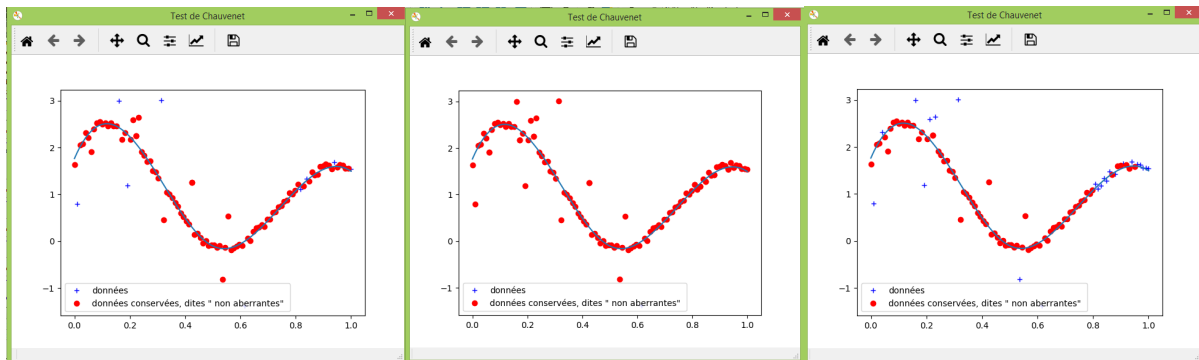 Test de Chauvenet
3
2
1
0
−1
données
données conservées, dites " non aberrantes"
0.0 0.2 0.4 0.6 0.8 1.0
Test de Chauvenet
3
2
1
0
−1
données
données conservées, dites " non aberrantes"
0.0 0.2 0.4 0.6 0.8 1.0
Test de Chauvenet
3
2
1
0
−1
données
données conservées, dites " non aberrantes"
0.0 0.2 0.4 0.6 0.8 1.0